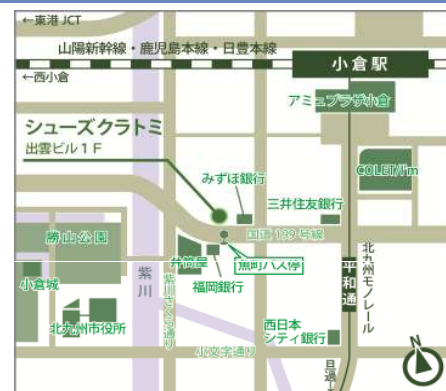 ←東港 JCT
山陽新幹線・鹿児島本線・日豊本線
小倉駅
←西小倉
アミュプラザ小倉
シューズクラトミ
出雲ビル1F
みずほ銀行
COLET/I'm
三井住友銀行
国道 199 号線
勝山公園
井筒屋
魚町バス停
福岡銀行
小倉城
紫川
紫川さくら通り
平和通
北九州モノレール
北九州市役所
西日本
シティ銀行
小文字通り
旦過
N